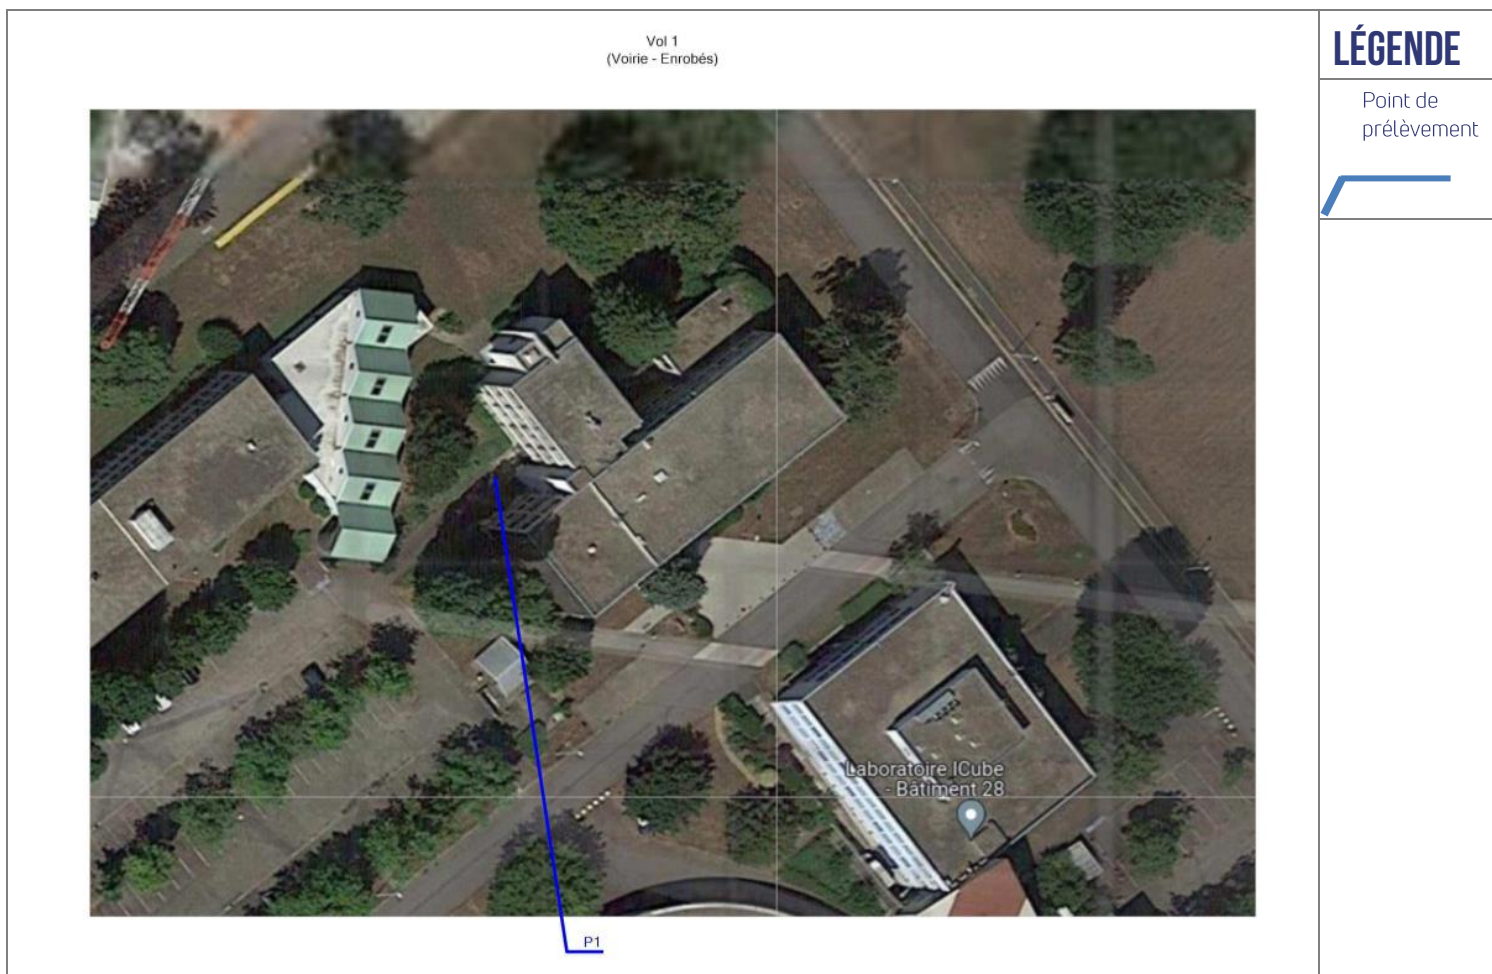 Vol 1
(Voirie - Enrobés)
LÉGENDE
Point de
prélèvement
Laboratoire ICube
- Bâtiment 28
P1